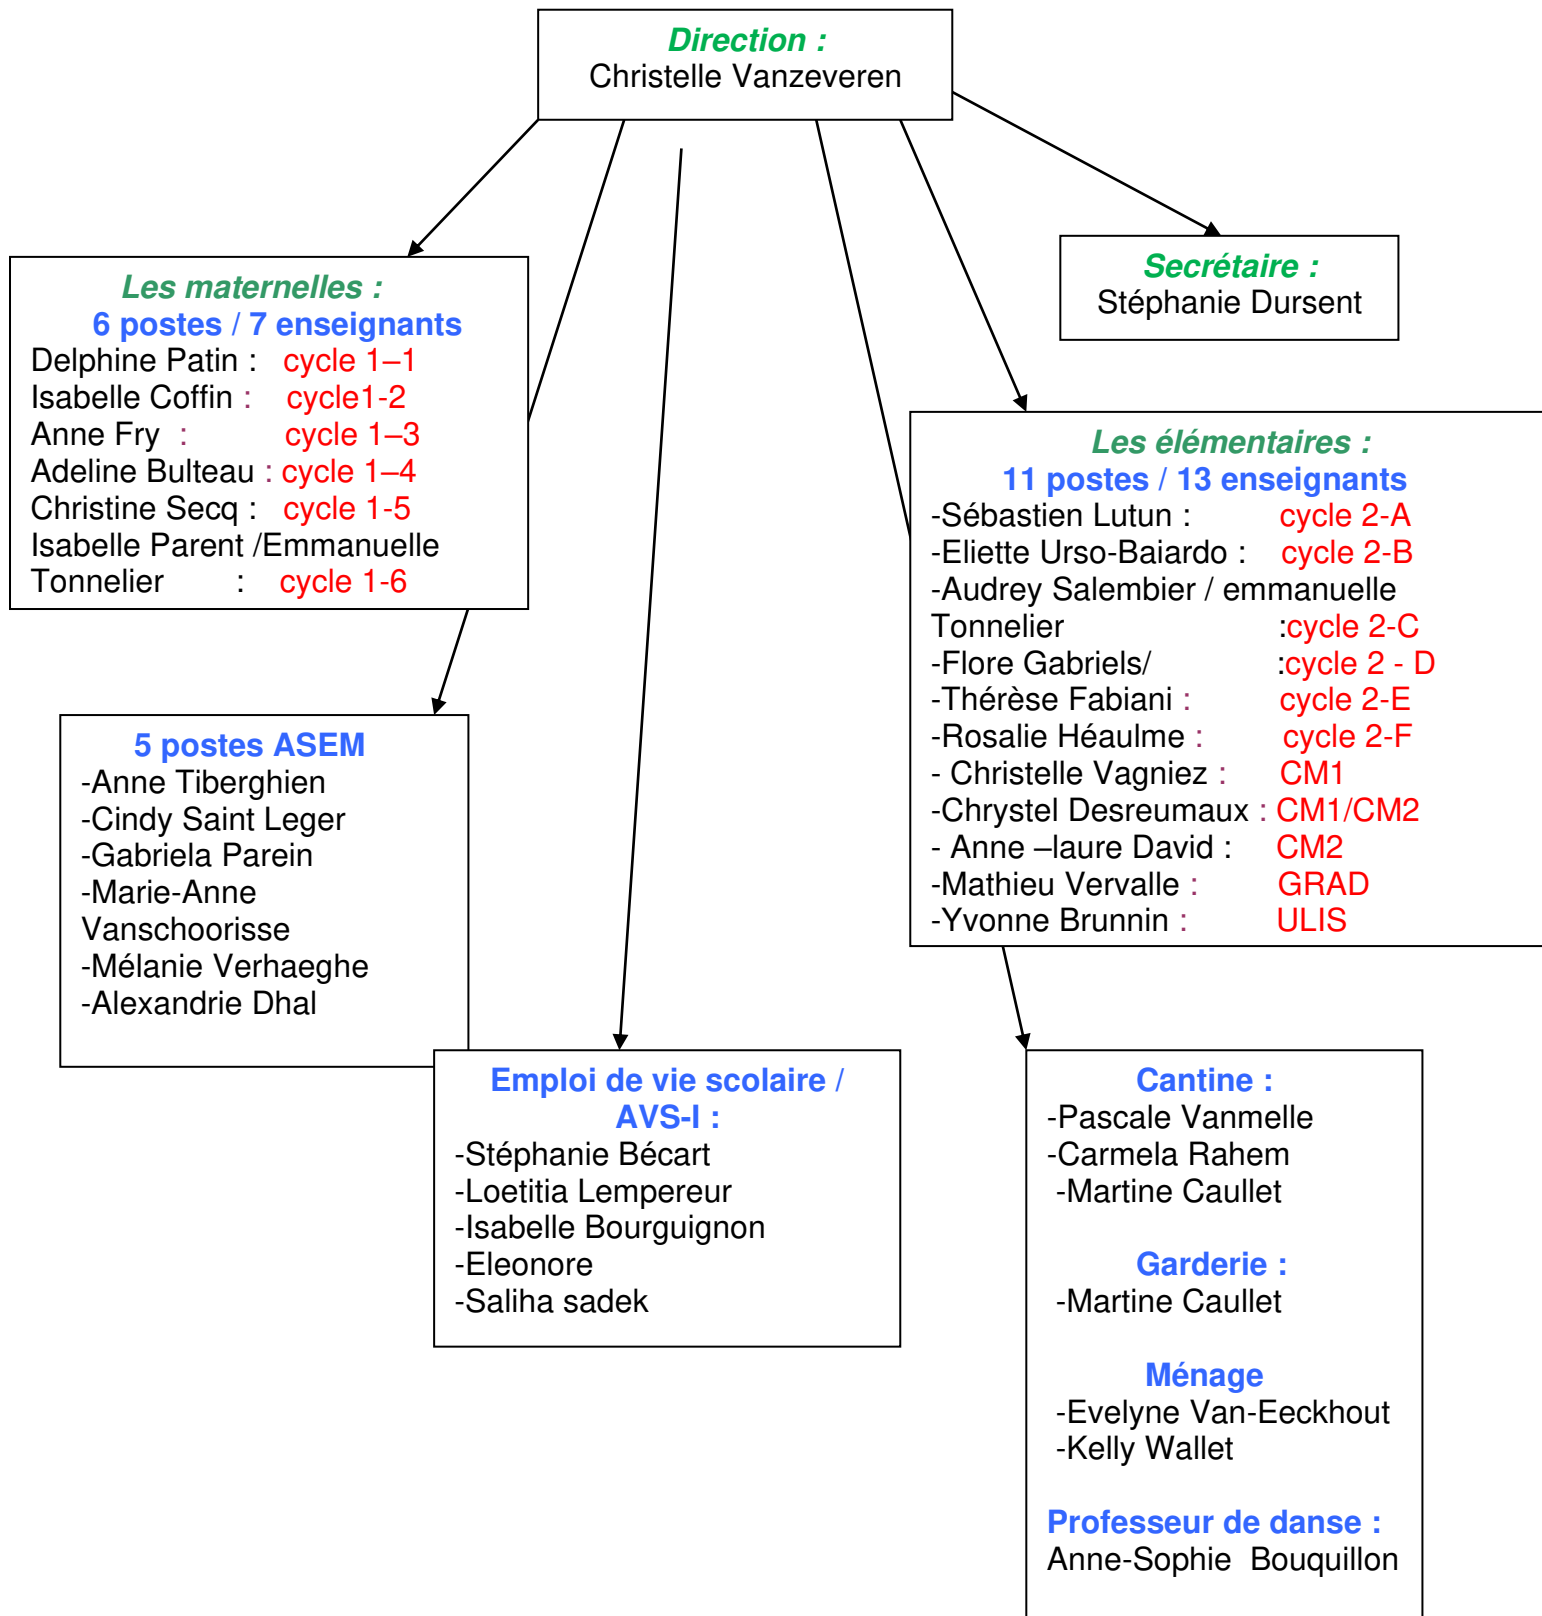 Direction :
Christelle Vanzeveren
Secrétaire :
Stéphanie Dursent
Les maternelles :
6 postes / 7 enseignants
Delphine Patin : cycle 1–1
Isabelle Coffin : cycle1-2
Anne Fry : cycle 1–3
Adeline Bulteau : cycle 1–4
Christine Secq : cycle 1-5
Isabelle Parent /Emmanuelle
Tonnelier : cycle 1-6
Les élémentaires :
11 postes / 13 enseignants
-Sébastien Lutun : cycle 2-A
-Eliette Urso-Baiardo : cycle 2-B
-Audrey Salembier / emmanuelle
Tonnelier :cycle 2-C
-Flore Gabriels/ :cycle 2 - D
-Thérèse Fabiani : cycle 2-E
-Rosalie Héaulme : cycle 2-F
- Christelle Vagniez : CM1
-Chrystel Desreumaux : CM1/CM2
- Anne –laure David : CM2
-Mathieu Vervalle : GRAD
-Yvonne Brunnin : ULIS
5 postes ASEM
-Anne Tiberghien
-Cindy Saint Leger
-Gabriela Parein
-Marie-Anne
Vanschoorisse
-Mélanie Verhaeghe
-Alexandrie Dhal
Emploi de vie scolaire /
AVS-I :
-Stéphanie Bécart
-Loetitia Lempereur
-Isabelle Bourguignon
-Eleonore
-Saliha sadek
Cantine :
-Pascale Vanmelle
-Carmela Rahem
-Martine Caullet
Garderie :
-Martine Caullet
Ménage
-Evelyne Van-Eeckhout
-Kelly Wallet
Professeur de danse :
Anne-Sophie Bouquillon